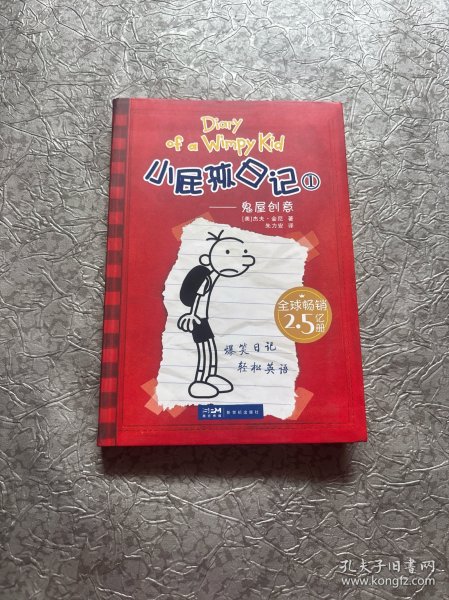 Diary
of a Wimpy Kid
小屁孩日记①
——鬼屋创意
[美]杰夫·金尼 著
朱力安 译
全球畅销
2.5亿册
爆笑日记
轻松英语
新世纪出版社
孔夫子旧书网
www.kongfz.com